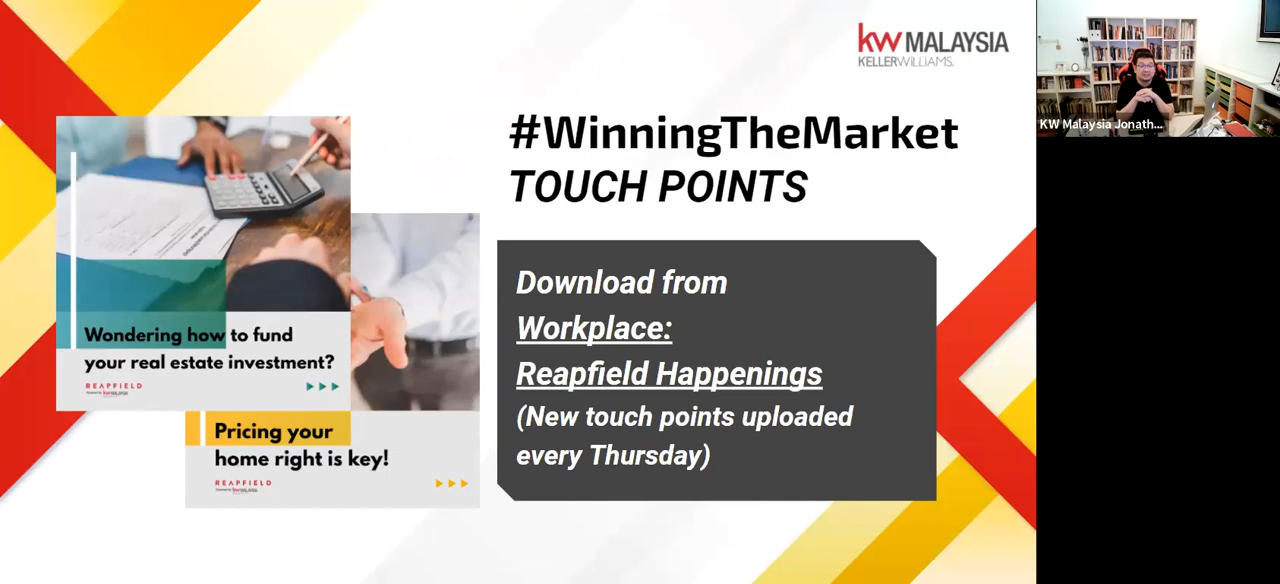 kw MALAYSIA
KELLERWILLIAMS.
#WinningTheMarket
TOUCH POINTS
Download from
Workplace:
Reapfield Happenings
(New touch points uploaded
every Thursday)
Wondering how to fund
your real estate investment?
REAPFIELD
Pricing your
home right is key!
REAPFIELD
KW Malaysia Jonath...